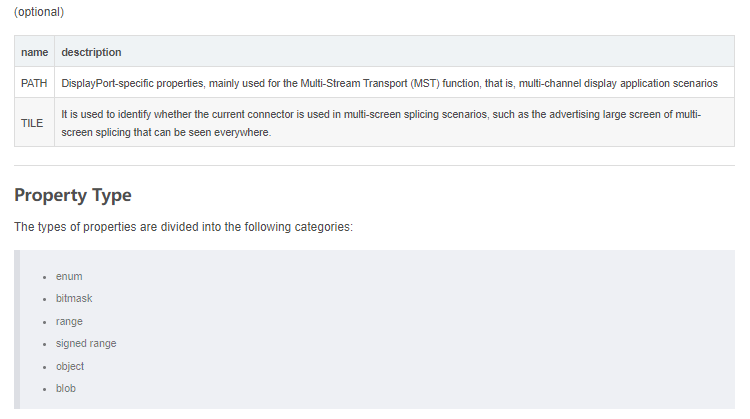 (optional)
name desctription
PATH DisplayPort-specific properties, mainly used for the Multi-Stream Transport (MST) function, that is, multi-channel display application scenarios
TILE It is used to identify whether the current connector is used in multi-screen splicing scenarios, such as the advertising large screen of multi-
screen splicing that can be seen everywhere.
Property Type
The types of properties are divided into the following categories:
• enum
• bitmask
• range
• signed range
• object
• blob